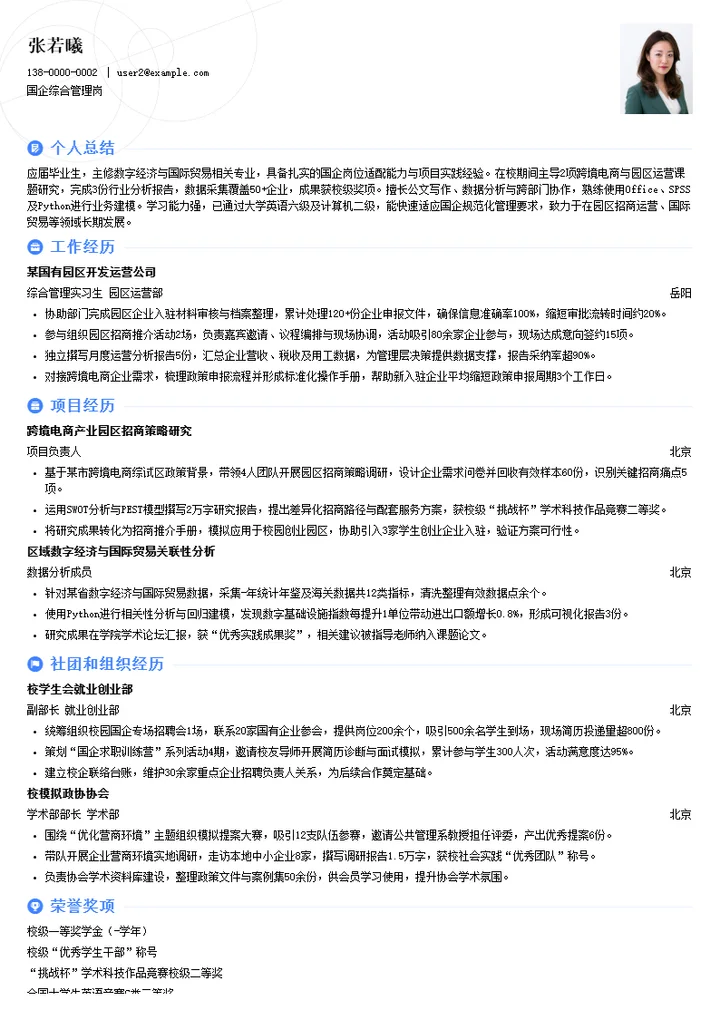 张若曦
138-0000-0002 | user2@example.com
国企综合管理岗
个人总结
应届毕业生，主修数字经济与国际贸易相关专业，具备扎实的国企岗位适配能力与项目实践经验。在校期间主导2项跨境电商与园区运营课
题研究，完成3份行业分析报告，数据采集覆盖50+企业，成果获校级奖项。擅长公文写作、数据分析与跨部门协作，熟练使用Office、SPSS
及Python进行业务建模。学习能力强，已通过大学英语六级及计算机二级，能快速适应国企规范化管理要求，致力于在园区招商运营、国际
贸易等领域长期发展。
工作经历
某国有园区开发运营公司
综合管理实习生 园区运营部 岳阳
• 协助部门完成园区企业入驻材料审核与档案整理，累计处理120+份企业申报文件，确保信息准确率100%，缩短审批流转时间约20%。
• 参与组织园区招商推介活动2场，负责嘉宾邀请、议程编排与现场协调，活动吸引80余家企业参与，现场达成意向签约15项。
• 独立撰写月度运营分析报告5份，汇总企业营收、税收及用工数据，为管理层决策提供数据支撑，报告采纳率超90%。
• 对接跨境电商企业需求，梳理政策申报流程并形成标准化操作手册，帮助新入驻企业平均缩短政策申报周期3个工作日。
项目经历
跨境电商产业园区招商策略研究
项目负责人 北京
• 基于某市跨境电商综试区政策背景，带领4人团队开展园区招商策略调研，设计企业需求问卷并回收有效样本60份，识别关键招商痛点5
项。
• 运用SWOT分析与PEST模型撰写2万字研究报告，提出差异化招商路径与配套服务方案，获校级“挑战杯”学术科技作品竞赛二等奖。
• 将研究成果转化为招商推介手册，模拟应用于校园创业园区，协助引入3家学生创业企业入驻，验证方案可行性。
区域数字经济与国际贸易关联性分析
数据分析成员 北京
• 针对某省数字经济与国际贸易数据，采集-年统计年鉴及海关数据共12类指标，清洗整理有效数据点余个。
• 使用Python进行相关性分析与回归建模，发现数字基础设施指数每提升1单位带动进出口额增长0.8%，形成可视化报告3份。
• 研究成果在学院学术论坛汇报，获“优秀实践成果奖”，相关建议被指导老师纳入课题论文。
社团和组织经历
校学生会就业创业部
副部长 就业创业部 北京
• 统筹组织校园国企专场招聘会1场，联系20家国有企业参会，提供岗位200余个，吸引500余名学生到场，现场简历投递量超800份。
• 策划“国企求职训练营”系列活动4期，邀请校友导师开展简历诊断与面试模拟，累计参与学生300人次，活动满意度达95%。
• 建立校企联络台账，维护30余家重点企业招聘负责人关系，为后续合作奠定基础。
校模拟政协协会
学术部部长 学术部 北京
• 围绕“优化营商环境”主题组织模拟提案大赛，吸引12支队伍参赛，邀请公共管理系教授担任评委，产出优秀提案6份。
• 带队开展企业营商环境实地调研，走访本地中小企业8家，撰写调研报告1.5万字，获校社会实践“优秀团队”称号。
• 负责协会学术资料库建设，整理政策文件与案例集50余份，供会员学习使用，提升协会学术氛围。
荣誉奖项
校级一等奖学金（-学年）
校级“优秀学生干部”称号
“挑战杯”学术科技作品竞赛校级二等奖
全国大学生英语竞赛C类二等奖